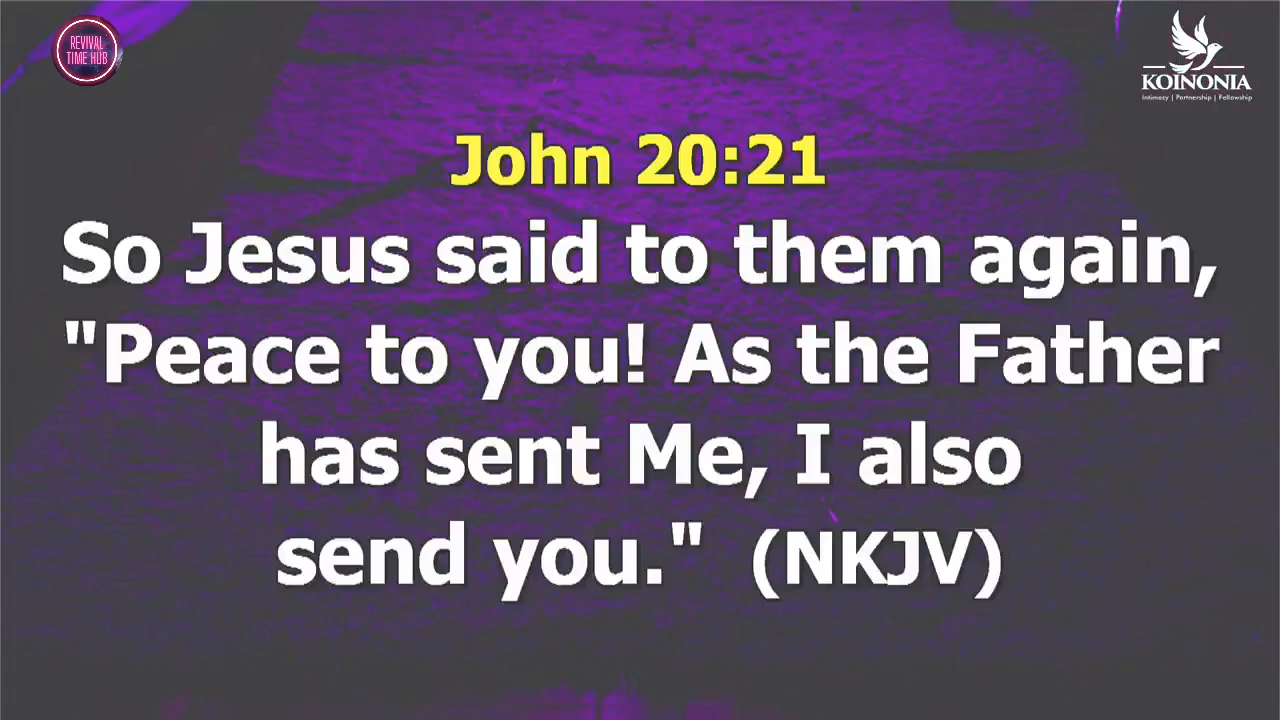 REVIVAL
TIME HUB
KOINONIA
Intimacy | Partnership | Fellowship
John 20:21
So Jesus said to them again,
"Peace to you! As the Father
has sent Me, I also
send you."  (NKJV)